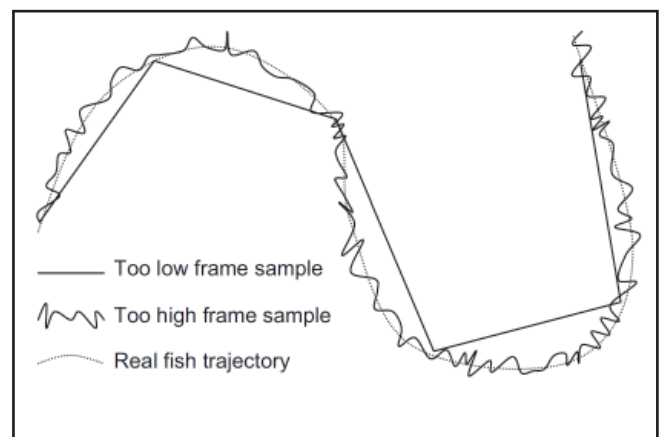 Too low frame sample
Too high frame sample
Real fish trajectory